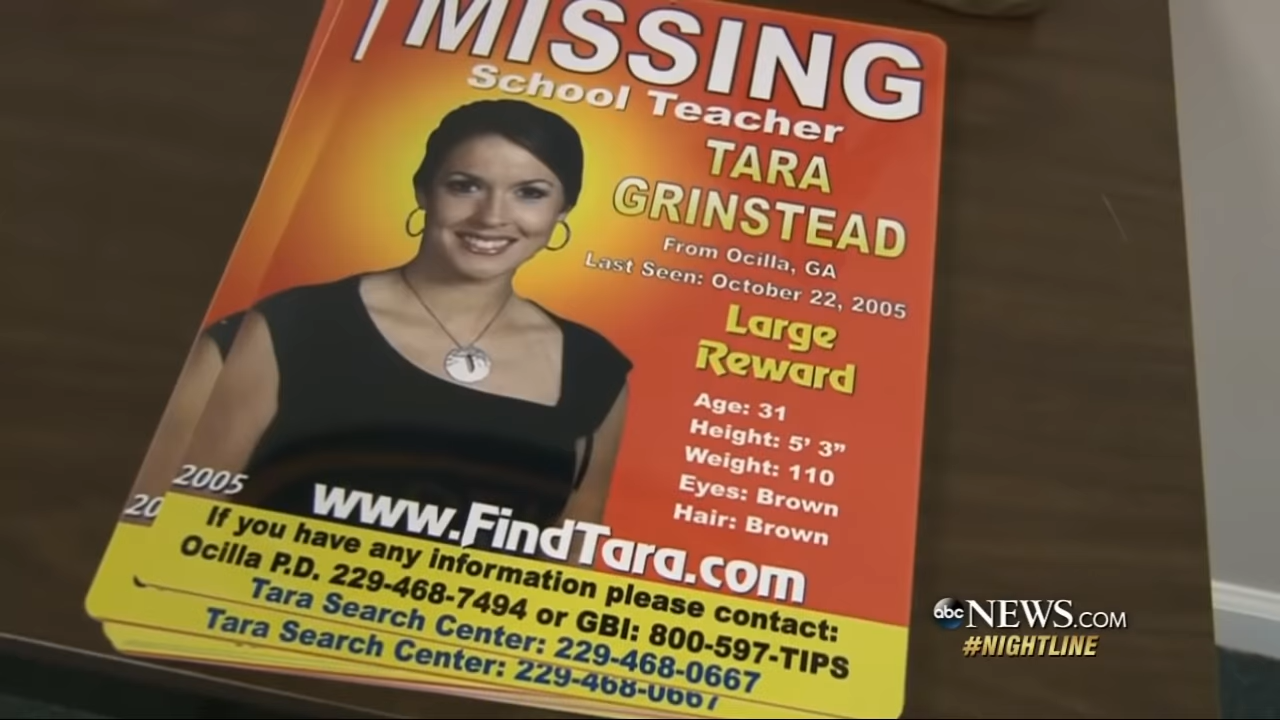 MISSING
School Teacher
TARA
GRINSTEAD
From Ocilla, GA
Last Seen: October 22, 2005
Large
Reward
Age: 31
Height: 5' 3"
Weight: 110
Eyes: Brown
Hair: Brown
2005
20
www.FindTara.com
If you have any information please contact:
Ocilla P.D. 229-468-7494 or GBI: 800-597-TIPS
Tara Search Center: 229-468-0667
Tara Search Center: 229-468-0667
abc NEWS.COM
#NIGHTLINE